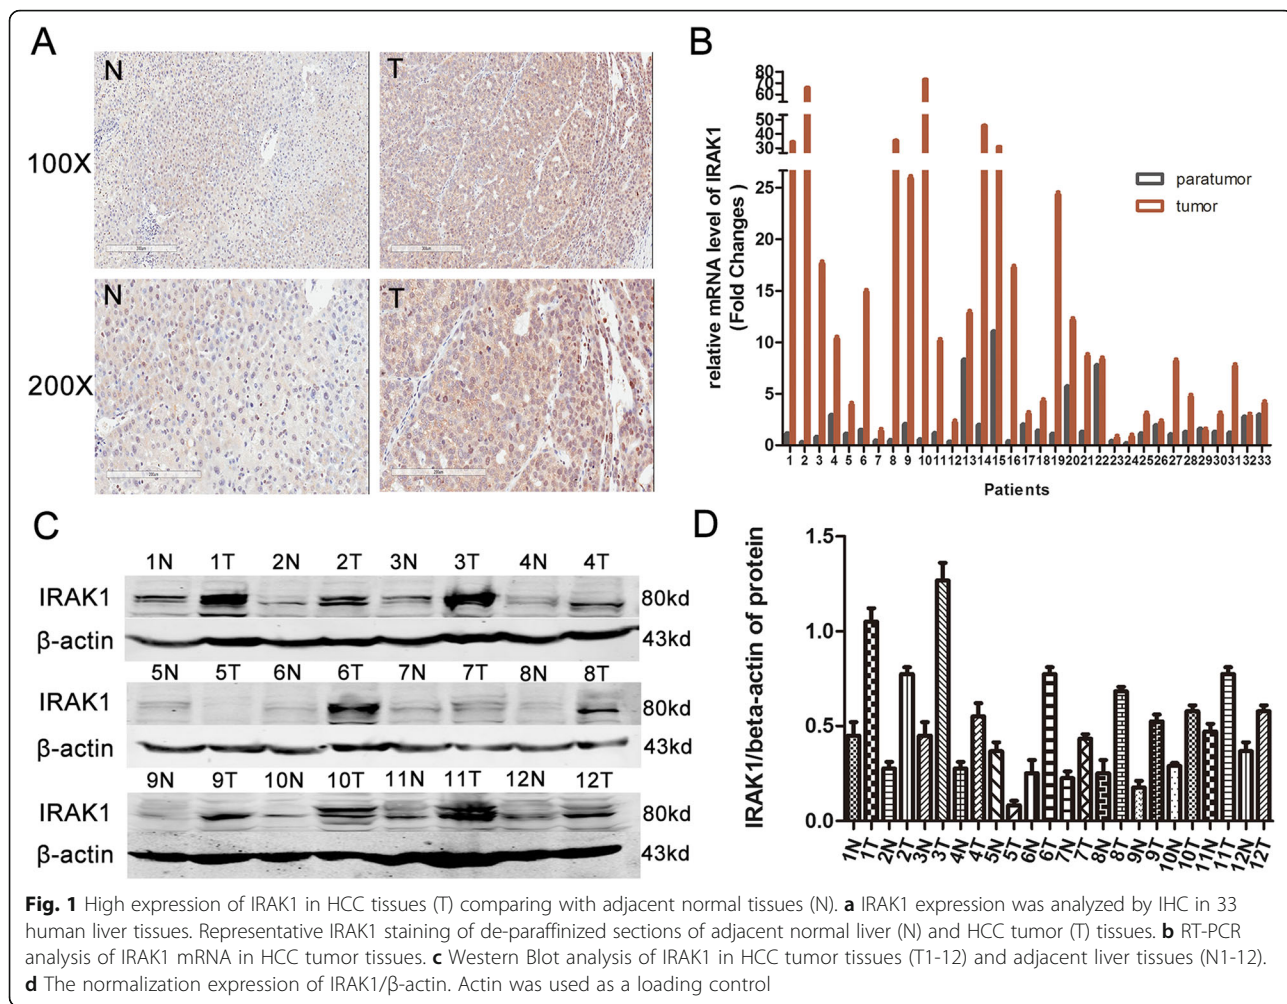 A
N
T
100X
N
T
200X
B
relative mRNA level of IRAK1
(Fold Changes )
80
70
60
50
40
30
25
20
15
10
5
0
paratumor
tumor
1 2 3 4 5 6 7 8 9 10 11 12 13 14 15 16 17 18 19 20 21 22 23 24 25 26 27 28 29 30 31 32 33
Patients
C
1N 1T 2N 2T 3N 3T 4N 4T
IRAK1 80kd
β-actin 43kd
5N 5T 6N 6T 7N 7T 8N 8T
IRAK1 80kd
β-actin 43kd
9N 9T 10N 10T 11N 11T 12N 12T
IRAK1 80kd
β-actin 43kd
D
IRAK1/beta-actin of protein
1.5
1.0
0.5
0.0
1N 1T 2N 2T 3N 3T 4N 4T 5N 5T 6N 6T 7N 7T 8N 8T 9N 9T 10N 10T 11N 11T 12N 12T
Fig. 1 High expression of IRAK1 in HCC tissues (T) comparing with adjacent normal tissues (N). a IRAK1 expression was analyzed by IHC in 33
human liver tissues. Representative IRAK1 staining of de-paraffinized sections of adjacent normal liver (N) and HCC tumor (T) tissues. b RT-PCR
analysis of IRAK1 mRNA in HCC tumor tissues. c Western Blot analysis of IRAK1 in HCC tumor tissues (T1-12) and adjacent liver tissues (N1-12).
d The normalization expression of IRAK1/β-actin. Actin was used as a loading control